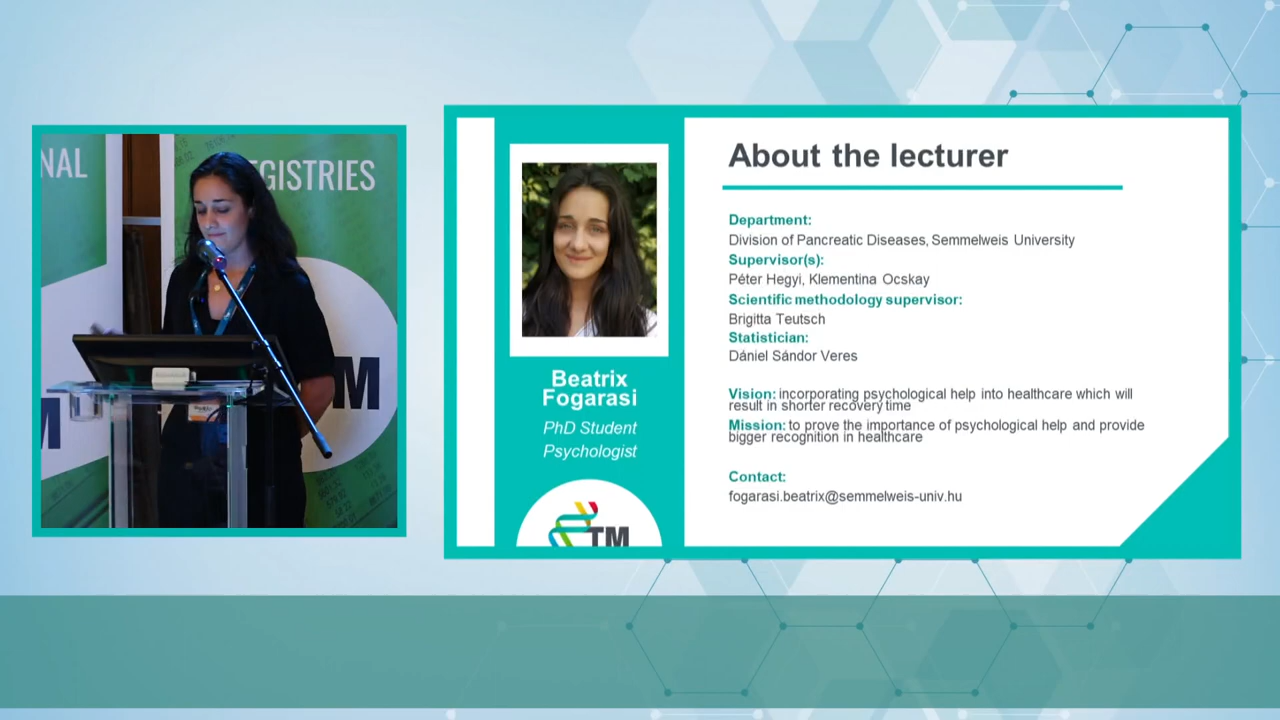 NAL
GISTRIES
M
M
About the lecturer
Department:
Division of Pancreatic Diseases, Semmelweis University
Supervisor(s):
Péter Hegyi, Klementina Ocskay
Scientific methodology supervisor:
Brigitta Teutsch
Statistician:
Dániel Sándor Veres
Vision: incorporating psychological help into healthcare which will
result in shorter recovery time
Mission: to prove the importance of psychological help and provide
bigger recognition in healthcare
Contact:
fogarasi.beatrix@semmelweis-univ.hu
Beatrix
Fogarasi
PhD Student
Psychologist
TM